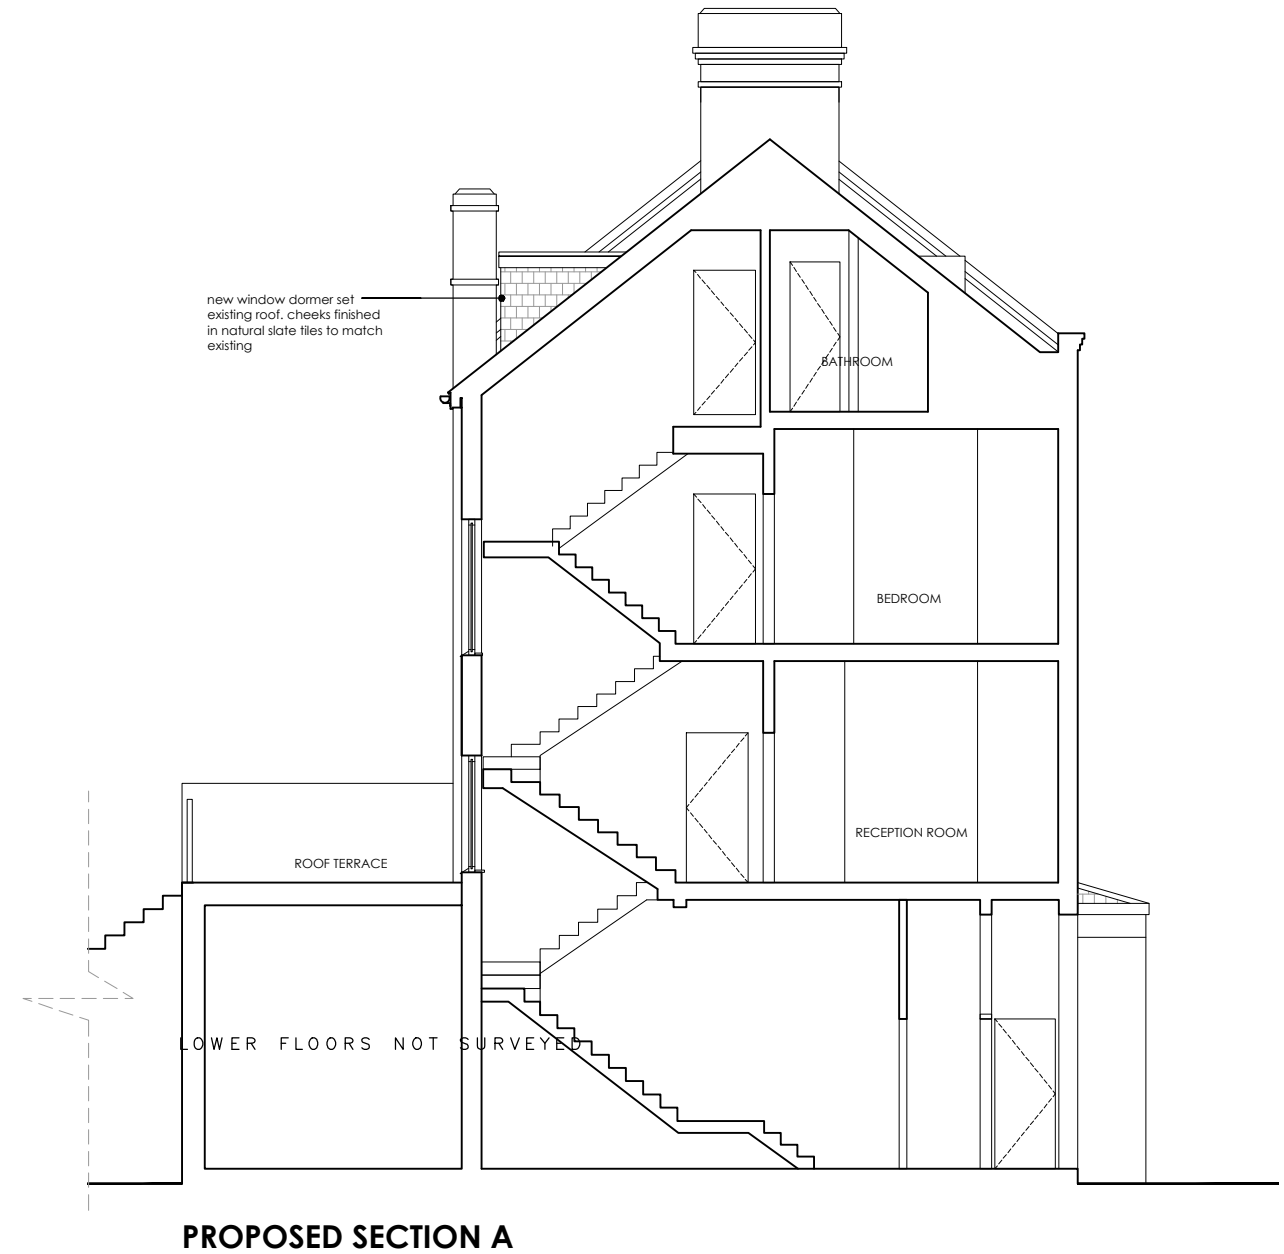 new window dormer set
existing roof. cheeks finished
in natural slate tiles to match
existing
BATHROOM
BEDROOM
RECEPTION ROOM
ROOF TERRACE
LOWER FLOORS NOT SURVEYED
PROPOSED SECTION A